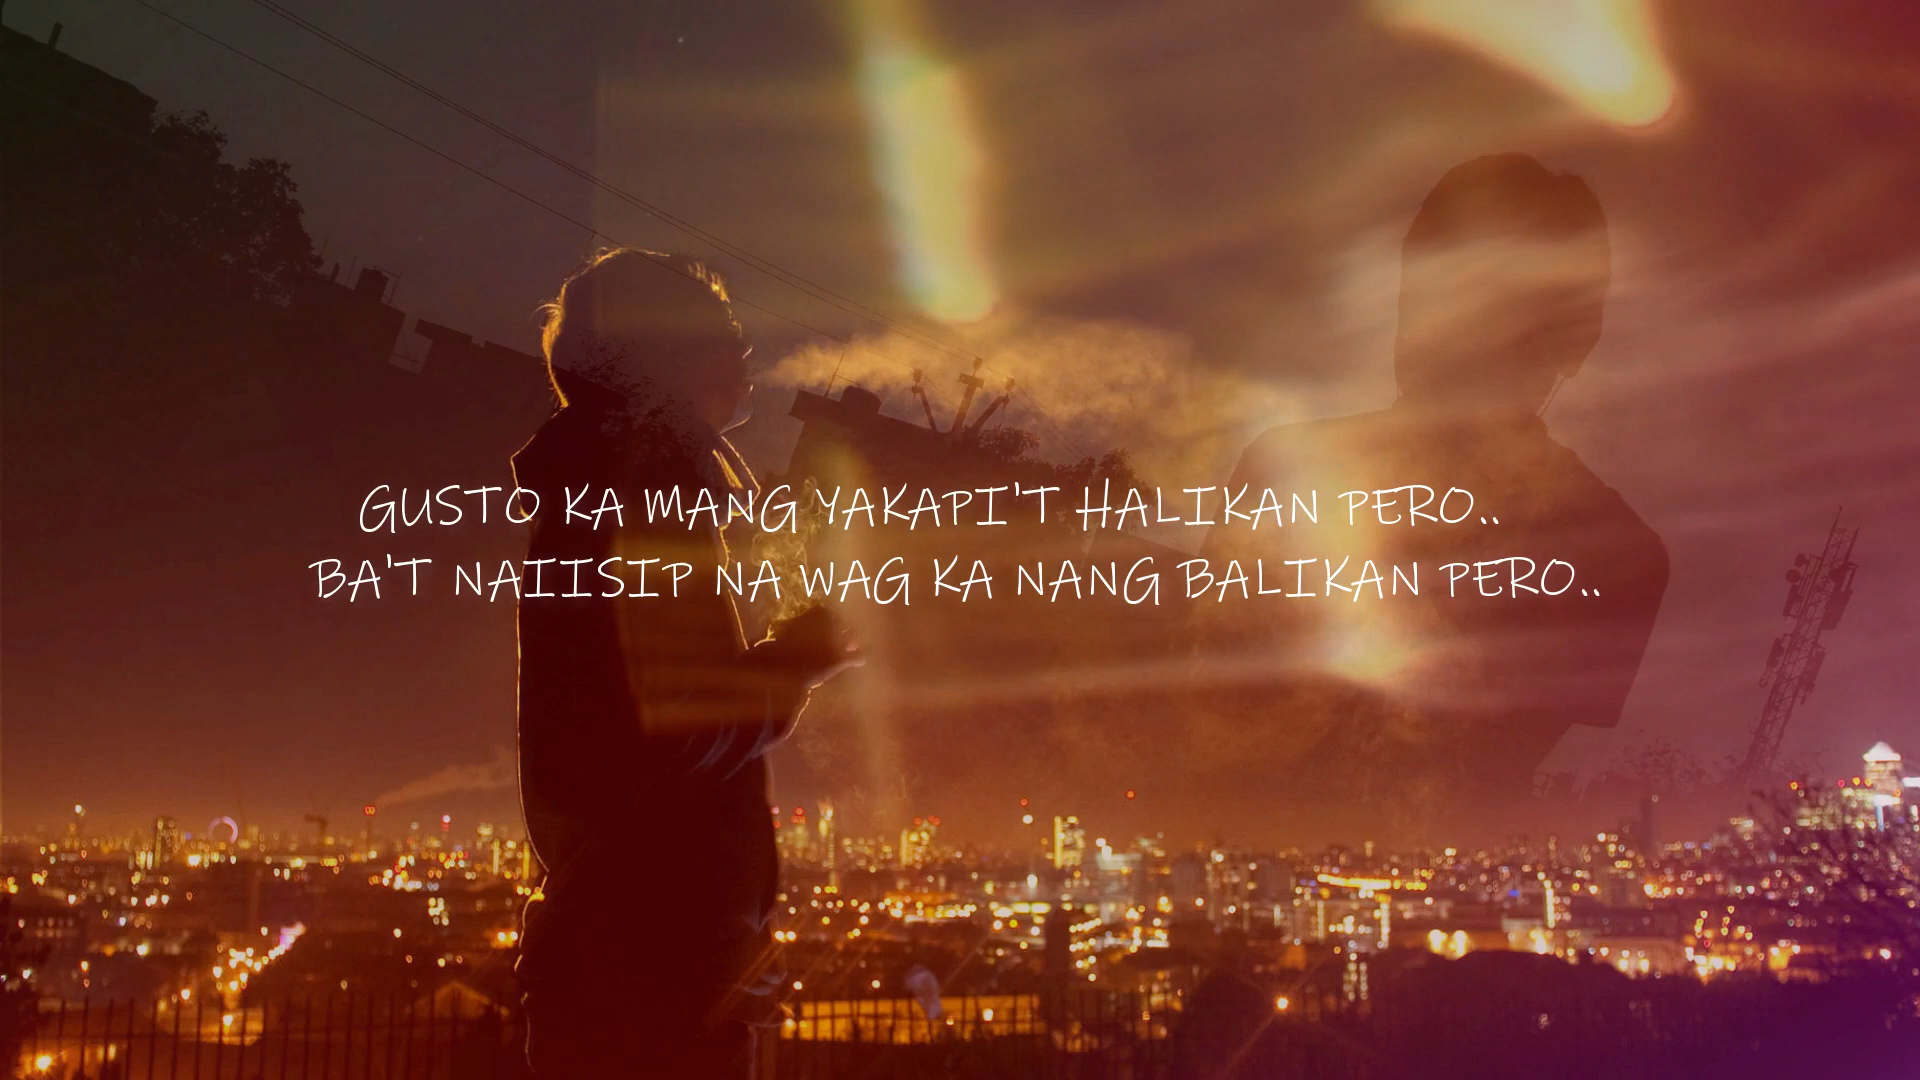 GUSTO KA MANG YAKAPI'T HALIKAN PERO..
BA'T NAIISIP NA WAG KA NANG BALIKAN PERO..